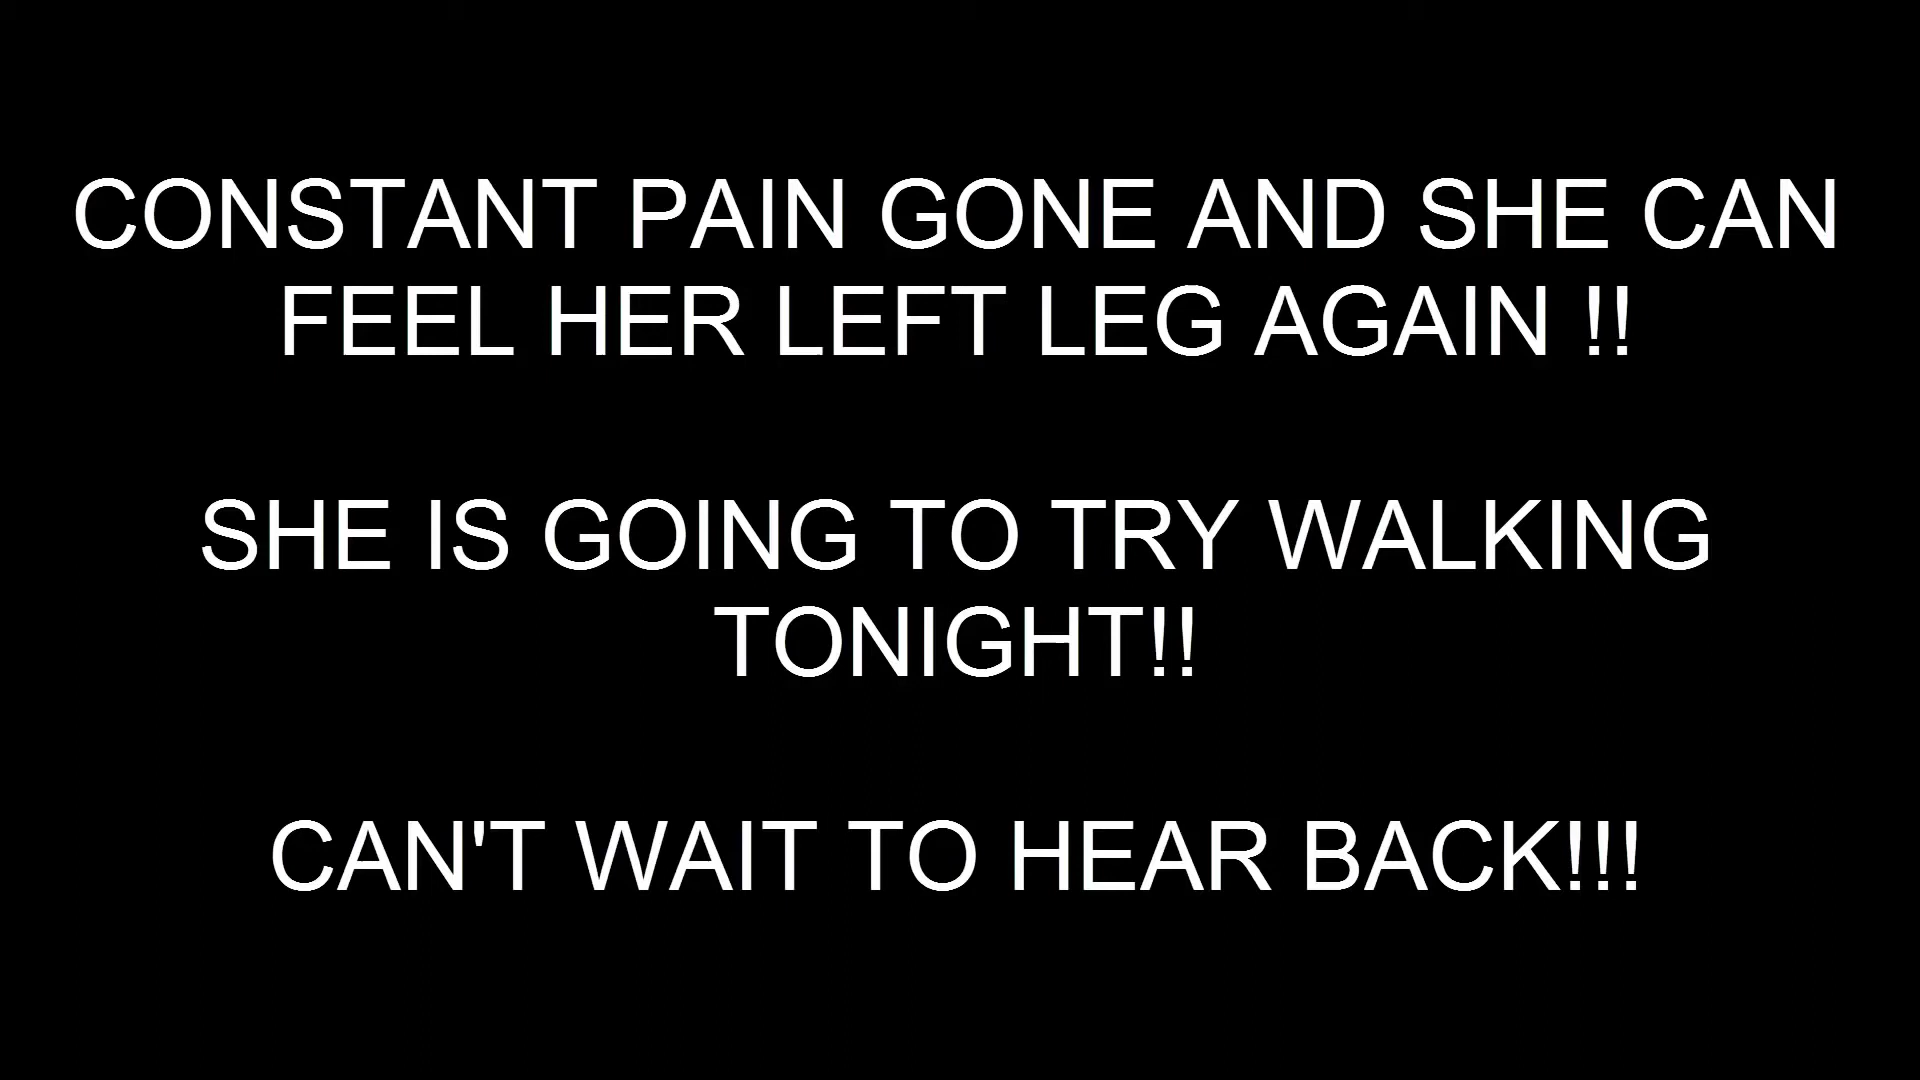 CONSTANT PAIN GONE AND SHE CAN
FEEL HER LEFT LEG AGAIN !!
SHE IS GOING TO TRY WALKING
TONIGHT!!
CAN'T WAIT TO HEAR BACK!!!